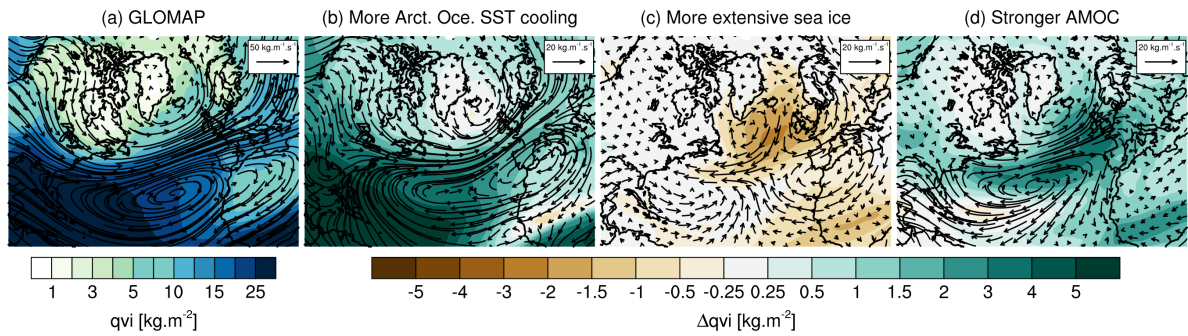 (a) GLOMAP
(b) More Arct. Oce. SST cooling
(c) More extensive sea ice
(d) Stronger AMOC
50 kg.m⁻¹.s⁻¹
20 kg.m⁻¹.s⁻¹
20 kg.m⁻¹.s⁻¹
20 kg.m⁻¹.s⁻¹
1 3 5 10 15 25
qvi [kg.m⁻²]
-5 -4 -3 -2 -1.5 -1 -0.5 -0.25 0.25 0.5 1 1.5 2 3 4 5
Δqvi [kg.m⁻²]